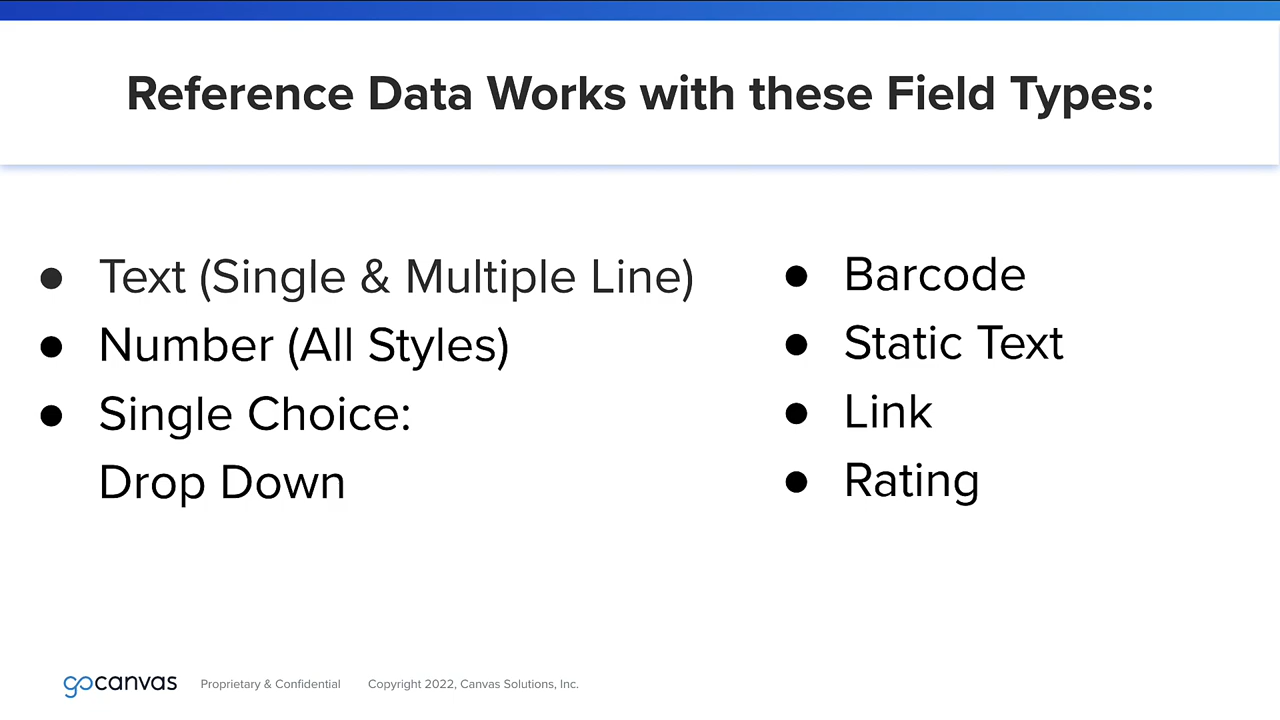 Reference Data Works with these Field Types:
● Text (Single & Multiple Line)
● Number (All Styles)
● Single Choice:
Drop Down
● Barcode
● Static Text
● Link
● Rating
gocanvas Proprietary & Confidential Copyright 2022, Canvas Solutions, Inc.